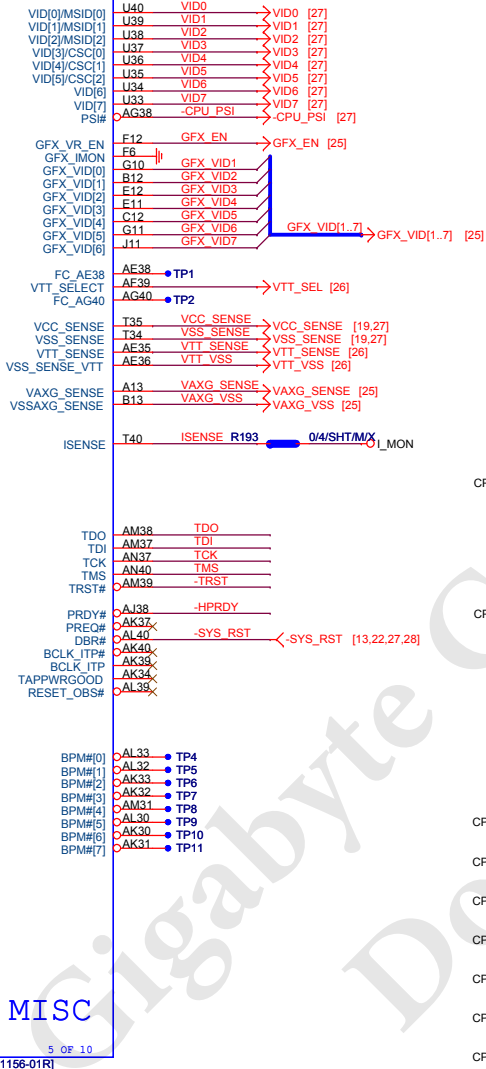 VID[0]/MSID[0] U40 VID0 VID0 [27]
VID[1]/MSID[1] U39 VID1 VID1 [27]
VID[2]/MSID[2] U38 VID2 VID2 [27]
VID[3]/CSC[0] U37 VID3 VID3 [27]
VID[4]/CSC[1] U36 VID4 VID4 [27]
VID[5]/CSC[2] U35 VID5 VID5 [27]
VID[6] U34 VID6 VID6 [27]
VID[7] U33 VID7 VID7 [27]
PSI# AG38 -CPU_PSI -CPU_PSI [27]
GFX_VR_EN F12 GFX_EN GFX_EN [25]
GFX_IMON F6
GFX_VID[0] G10 GFX_VID1
GFX_VID[1] B12 GFX_VID2
GFX_VID[2] E12 GFX_VID3
GFX_VID[3] E11 GFX_VID4
GFX_VID[4] C12 GFX_VID5
GFX_VID[5] G11 GFX_VID6 GFX_VID[1..7] GFX_VID[1..7] [25]
GFX_VID[6] J11 GFX_VID7
FC_AE38 AE38 TP1
VTT_SELECT AF39 VTT_SEL [26]
FC_AG40 AG40 TP2
VCC_SENSE T35 VCC_SENSE VCC_SENSE [19,27]
VSS_SENSE T34 VSS_SENSE VSS_SENSE [19,27]
VTT_SENSE AE35 VTT_SENSE VTT_SENSE [26]
VSS_SENSE_VTT AE36 VTT_VSS VTT_VSS [26]
VAXG_SENSE A13 VAXG_SENSE VAXG_SENSE [25]
VSSAXG_SENSE B13 VAXG_VSS VAXG_VSS [25]
ISENSE T40 ISENSE R193 0/4/SHT/M/X I_MON
CF
TDO AM38 TDO
TDI AM37 TDI
TCK AN37 TCK
TMS AN40 TMS
TRST# AM39 -TRST
PRDY# AJ38 -HPRDY CF
PREQ# AK37
DBR# AL40 -SYS_RST -SYS_RST [13,22,27,28]
BCLK_ITP# AK40
BCLK_ITP AK39
TAPPWRGOOD AK34
RESET_OBS# AL39
BPM#[0] AL33 TP4
BPM#[1] AL32 TP5
BPM#[2] AK33 TP6
BPM#[3] AK32 TP7
BPM#[4] AM31 TP8
BPM#[5] AL30 TP9
BPM#[6] AK30 TP10
BPM#[7] AK31 TP11
CF
CF
CF
CF
CF
CF
CF
MISC
5 OF 10
1156-01R]
Gigabyte C
Do